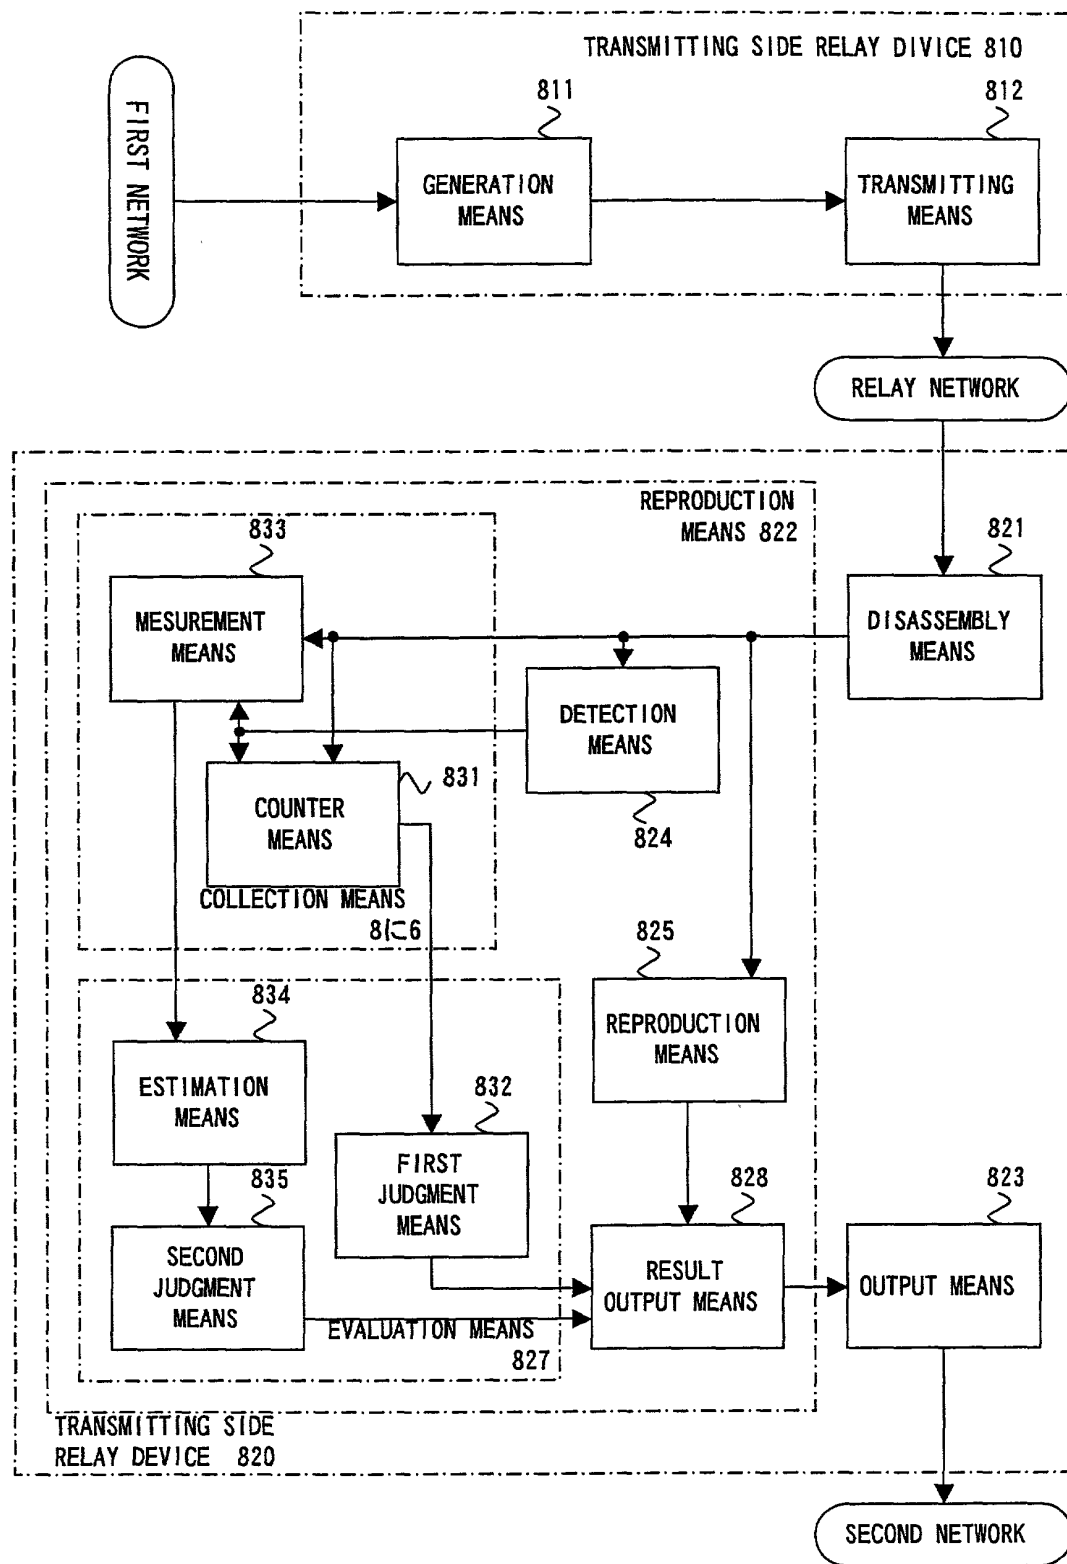 TRANSMITTING SIDE RELAY DIVICE 810
FIRST NETWORK
811
GENERATION
MEANS
812
TRANSMITTING
MEANS
RELAY NETWORK
REPRODUCTION
MEANS 822
833
MESUREMENT
MEANS
821
DISASSEMBLY
MEANS
DETECTION
MEANS
824
831
COUNTER
MEANS
COLLECTION MEANS
8に6
825
REPRODUCTION
MEANS
834
ESTIMATION
MEANS
832
FIRST
JUDGMENT
MEANS
835
SECOND
JUDGMENT
MEANS
828
RESULT
OUTPUT MEANS
823
OUTPUT MEANS
EVALUATION MEANS
827
TRANSMITTING SIDE
RELAY DEVICE 820
SECOND NETWORK